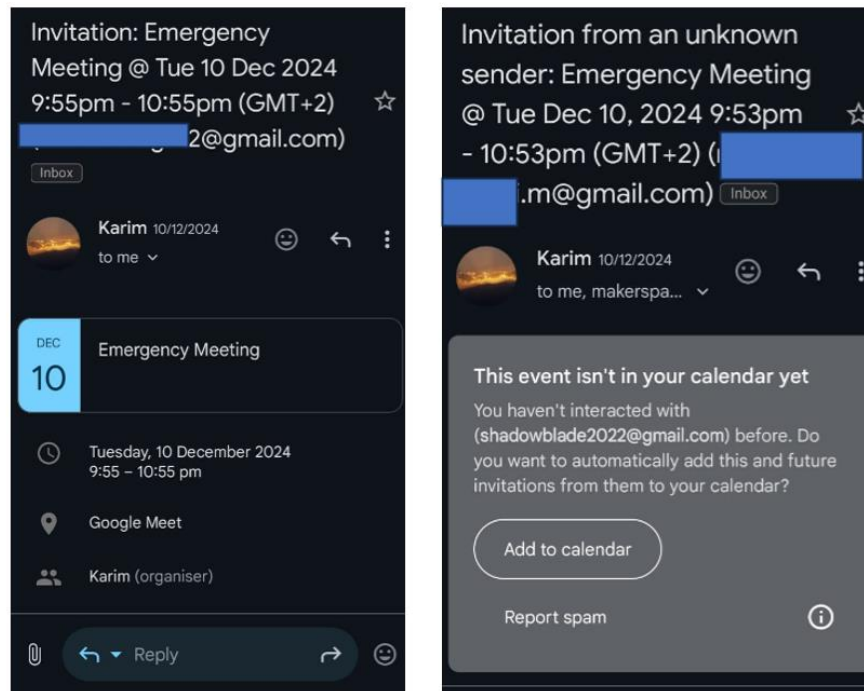 Invitation: Emergency
Meeting @ Tue 10 Dec 2024
9:55pm - 10:55pm (GMT+2)
2@gmail.com)
Inbox
Karim 10/12/2024
to me
DEC
10
Emergency Meeting
Tuesday, 10 December 2024
9:55 – 10:55 pm
Google Meet
Karim (organiser)
Reply
Invitation from an unknown
sender: Emergency Meeting
@ Tue Dec 10, 2024 9:53pm
- 10:53pm (GMT+2) (
.m@gmail.com) Inbox
Karim 10/12/2024
to me, makerspa...
This event isn't in your calendar yet
You haven't interacted with
(shadowblade2022@gmail.com) before. Do
you want to automatically add this and future
invitations from them to your calendar?
Add to calendar
Report spam